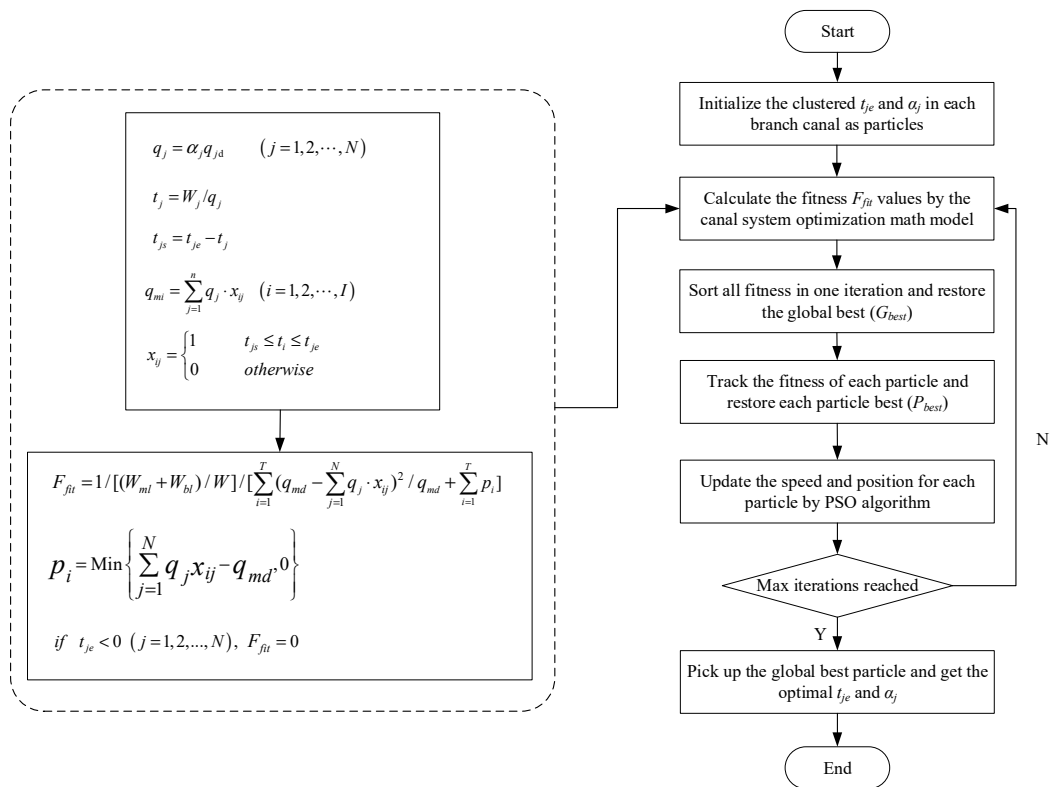 Start
Initialize the clustered t_je and α_j in each
branch canal as particles
Calculate the fitness F_fit values by the
canal system optimization math model
Sort all fitness in one iteration and restore
the global best (G_best)
Track the fitness of each particle and
restore each particle best (P_best)
N
Update the speed and position for each
particle by PSO algorithm
Max iterations reached
Y
Pick up the global best particle and get the
optimal t_je and α_j
End
q_j = α_j q_jd (j = 1,2,⋯,N)
t_j = W_j/q_j
t_js = t_je − t_j
q_mi = ∑_{j=1}^{n} q_j · x_ij (i = 1,2,⋯,I)
x_ij = { 1 t_js ≤ t_i ≤ t_je
0 otherwise
F_fit = 1/[(W_ml + W_bl)/W]/[∑_{i=1}^{T} (q_md − ∑_{j=1}^{N} q_j · x_ij)^2 / q_md + ∑_{i=1}^{T} p_i]
p_i = Min{∑_{j=1}^{N} q_j x_ij − q_md, 0}
if t_je < 0 (j = 1,2,...,N), F_fit = 0